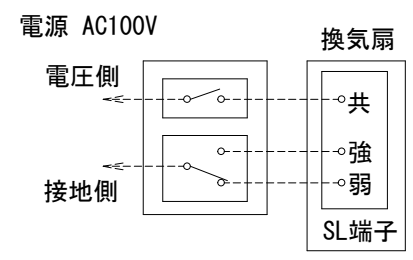 電源 AC100V
換気扇
電圧側
共
強
接地側
弱
SL端子